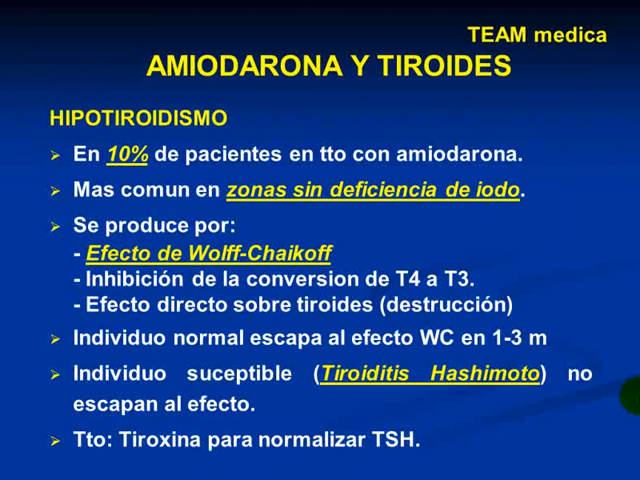 TEAM medica
AMIODARONA Y TIROIDES
HIPOTIROIDISMO
➢ En 10% de pacientes en tto con amiodarona.
➢ Mas comun en zonas sin deficiencia de iodo.
➢ Se produce por:
- Efecto de Wolff-Chaikoff
- Inhibición de la conversion de T4 a T3.
- Efecto directo sobre tiroides (destrucción)
➢ Individuo normal escapa al efecto WC en 1-3 m
➢ Individuo suceptible (Tiroiditis Hashimoto) no
escapan al efecto.
➢ Tto: Tiroxina para normalizar TSH.